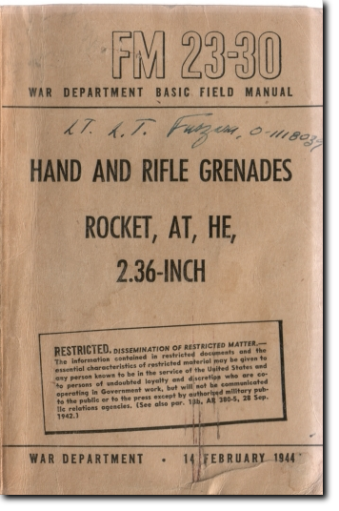 FM 23-30
WAR DEPARTMENT BASIC FIELD MANUAL
LT. L. T.
HAND AND RIFLE GRENADES
ROCKET, AT, HE,
2.36-INCH
RESTRICTED. DISSEMINATION OF RESTRICTED MATTER.—
The information contained in restricted documents and the
essential characteristics of restricted material may be given to
any person known to be in the service of the United States and
to persons of undoubted loyalty and discretion who are co-
operating in Government work, but will not be communicated
to the public or to the press except by authorized military pub-
lic relations agencies. (See also par. 18b, AR 380-5, 28 Sep.
1942.)
WAR DEPARTMENT • 14 FEBRUARY 1944